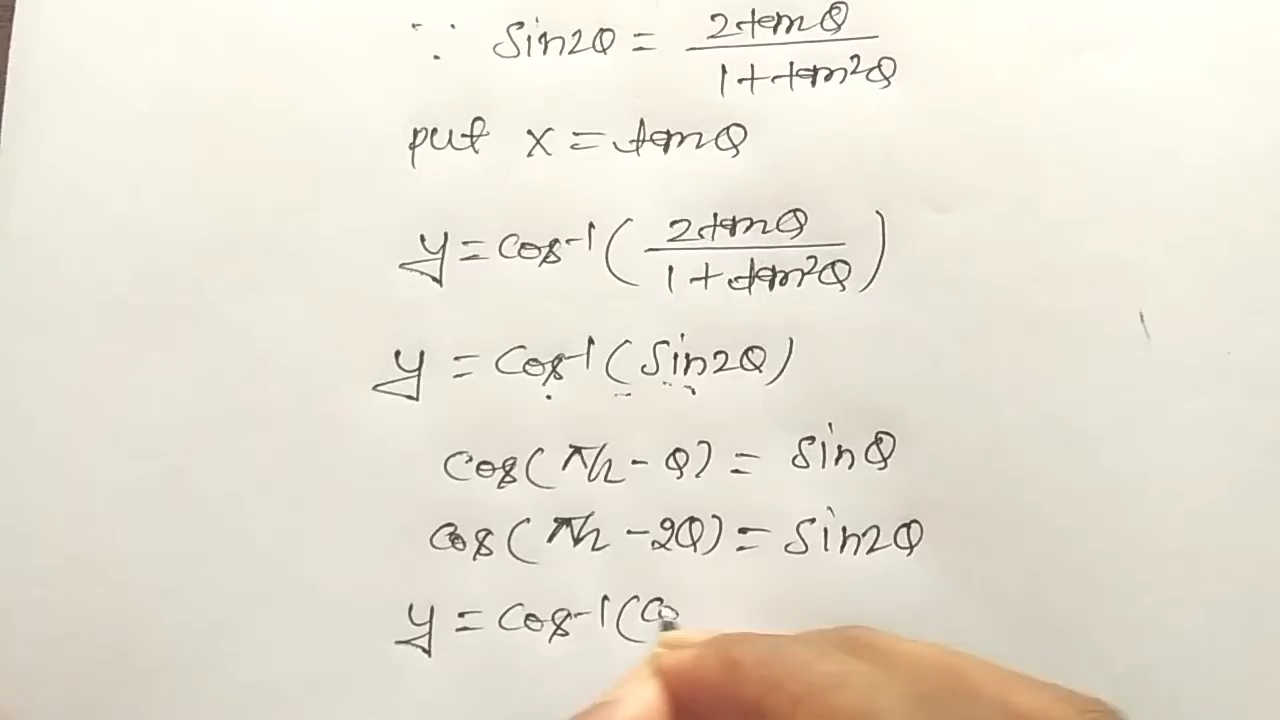 ∵ Sin2θ = 2tanθ / 1+tan²θ
put x = tanθ
y = Cos⁻¹ ( 2tanθ / 1+tan²θ )
y = Cos⁻¹ (Sin2θ)
Cos(π/2 - θ) = Sinθ
Cos(π/2 - 2θ) = Sin2θ
y = Cos⁻¹ (Co